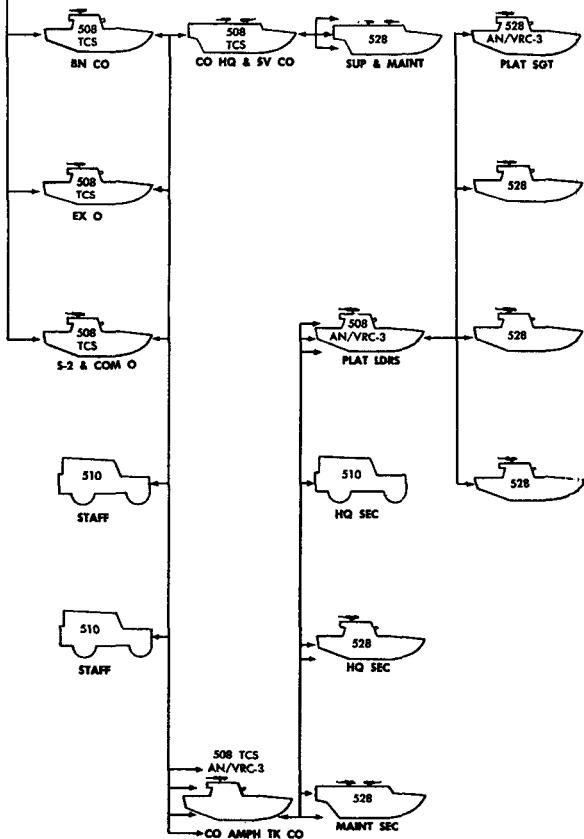 508
TCS
BN CO
508
TCS
CO HQ & SV CO
528
SUP & MAINT
528
AN/VRC-3
PLAT SGT
508
TCS
EX O
528
508
TCS
S-2 & COM O
508
AN/VRC-3
PLAT LDRS
528
510
STAFF
510
HQ SEC
528
510
STAFF
528
HQ SEC
508 TCS
AN/VRC-3
CO AMPH TK CO
528
MAINT SEC